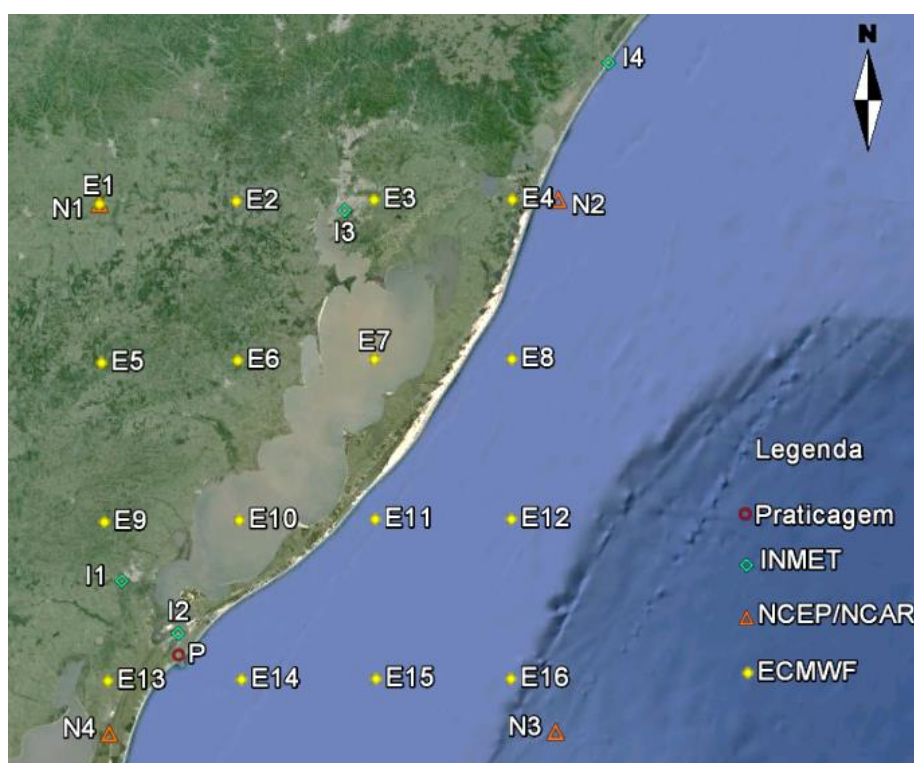 N
I4
E1
N1
E2
E3
I3
E4
N2
E5
E6
E7
E8
Legenda
E9
E10
E11
E12
Praticagem
INMET
I1
NCEP/NCAR
I2
P
E13
E14
E15
E16
ECMWF
N4
N3